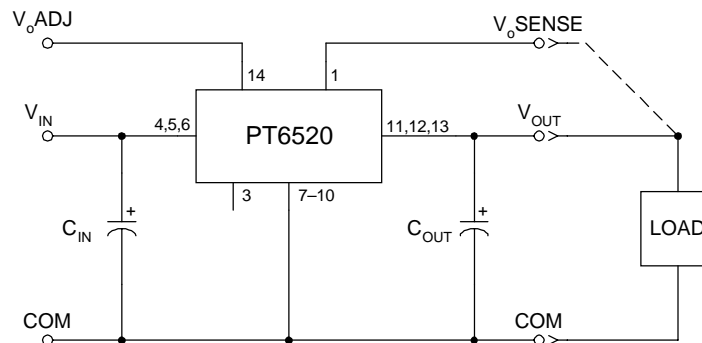 VoADJ
VoSENSE
14
1
VIN
4,5,6
PT6520
11,12,13
VOUT
3
7–10
+
+
CIN
COUT
LOAD
COM
COM